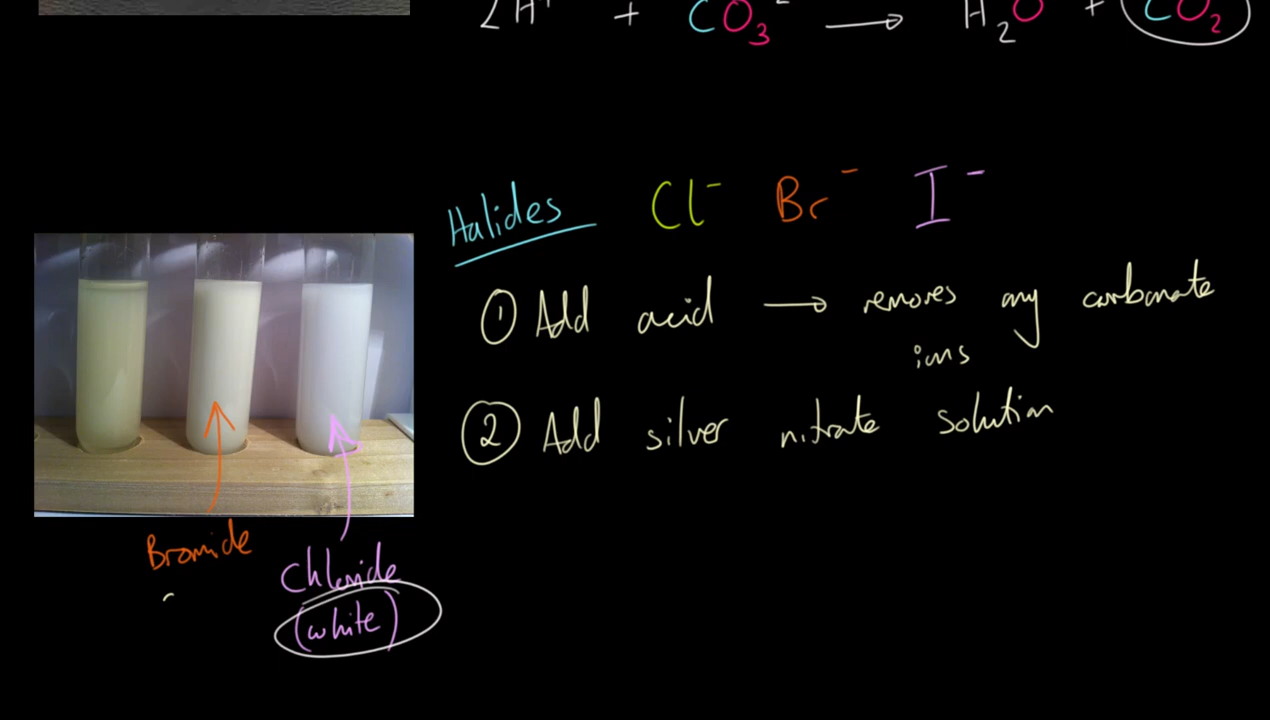 2H⁺ + CO₃²⁻ → H₂O + CO₂
Halides Cl⁻ Br⁻ I⁻
① Add acid → removes any carbonate
ions
② Add silver nitrate solution
Bromide
Chloride
(white)